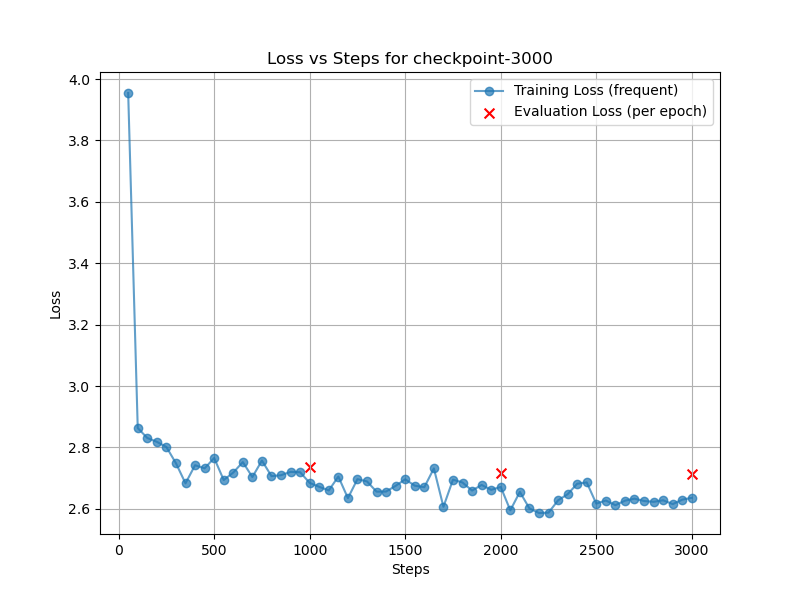 Loss vs Steps for checkpoint-3000
Training Loss (frequent)
Evaluation Loss (per epoch)
Loss
4.0
3.8
3.6
3.4
3.2
3.0
2.8
2.6
0 500 1000 1500 2000 2500 3000
Steps